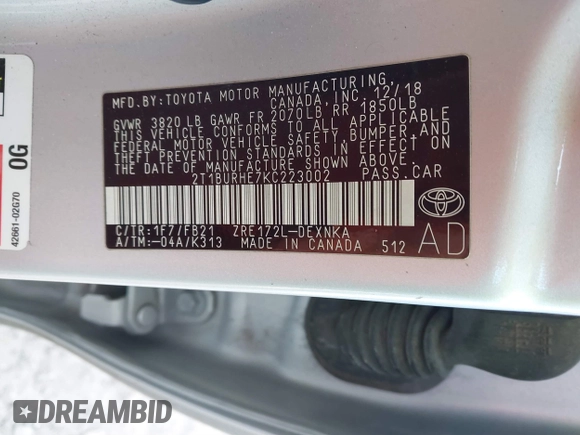 MFD.BY:TOYOTA MOTOR MANUFACTURING,
CANADA, INC. 12/18
GVWR 3820 LB GAWR FR 2070LB RR 1850LB
THIS VEHICLE CONFORMS TO ALL APPLICABLE
FEDERAL MOTOR VEHICLE SAFETY, BUMPER, AND
THEFT PREVENTION STANDARDS IN EFFECT ON
THE DATE OF MANUFACTURE SHOWN ABOVE.
2T1BURHE7KC223002 PASS.CAR
C/TR:1F7/FB21 ZRE172L-DEXNKA
A/TM:-04A/K313 MADE IN CANADA 512
AD
0G
42661-02G70
DREAMBID